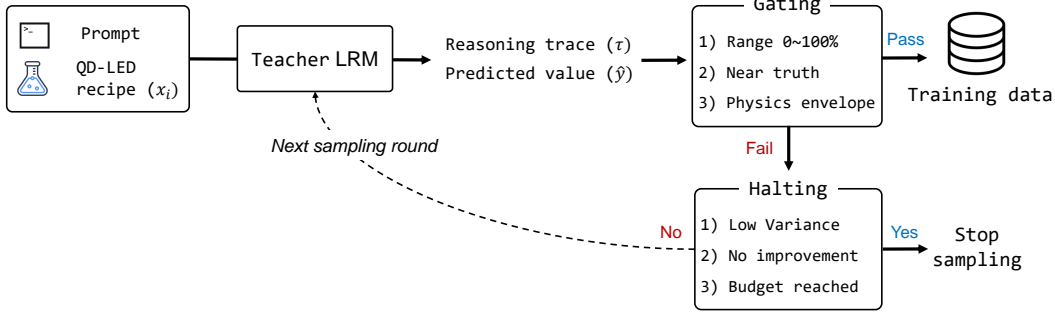 Prompt
QD-LED
recipe (x_i)
Teacher LRM
Reasoning trace (τ)
Predicted value (ŷ)
Gating
1) Range 0~100%
2) Near truth
3) Physics envelope
Pass
Training data
Next sampling round
Fail
Halting
1) Low Variance
2) No improvement
3) Budget reached
No
Yes
Stop
sampling